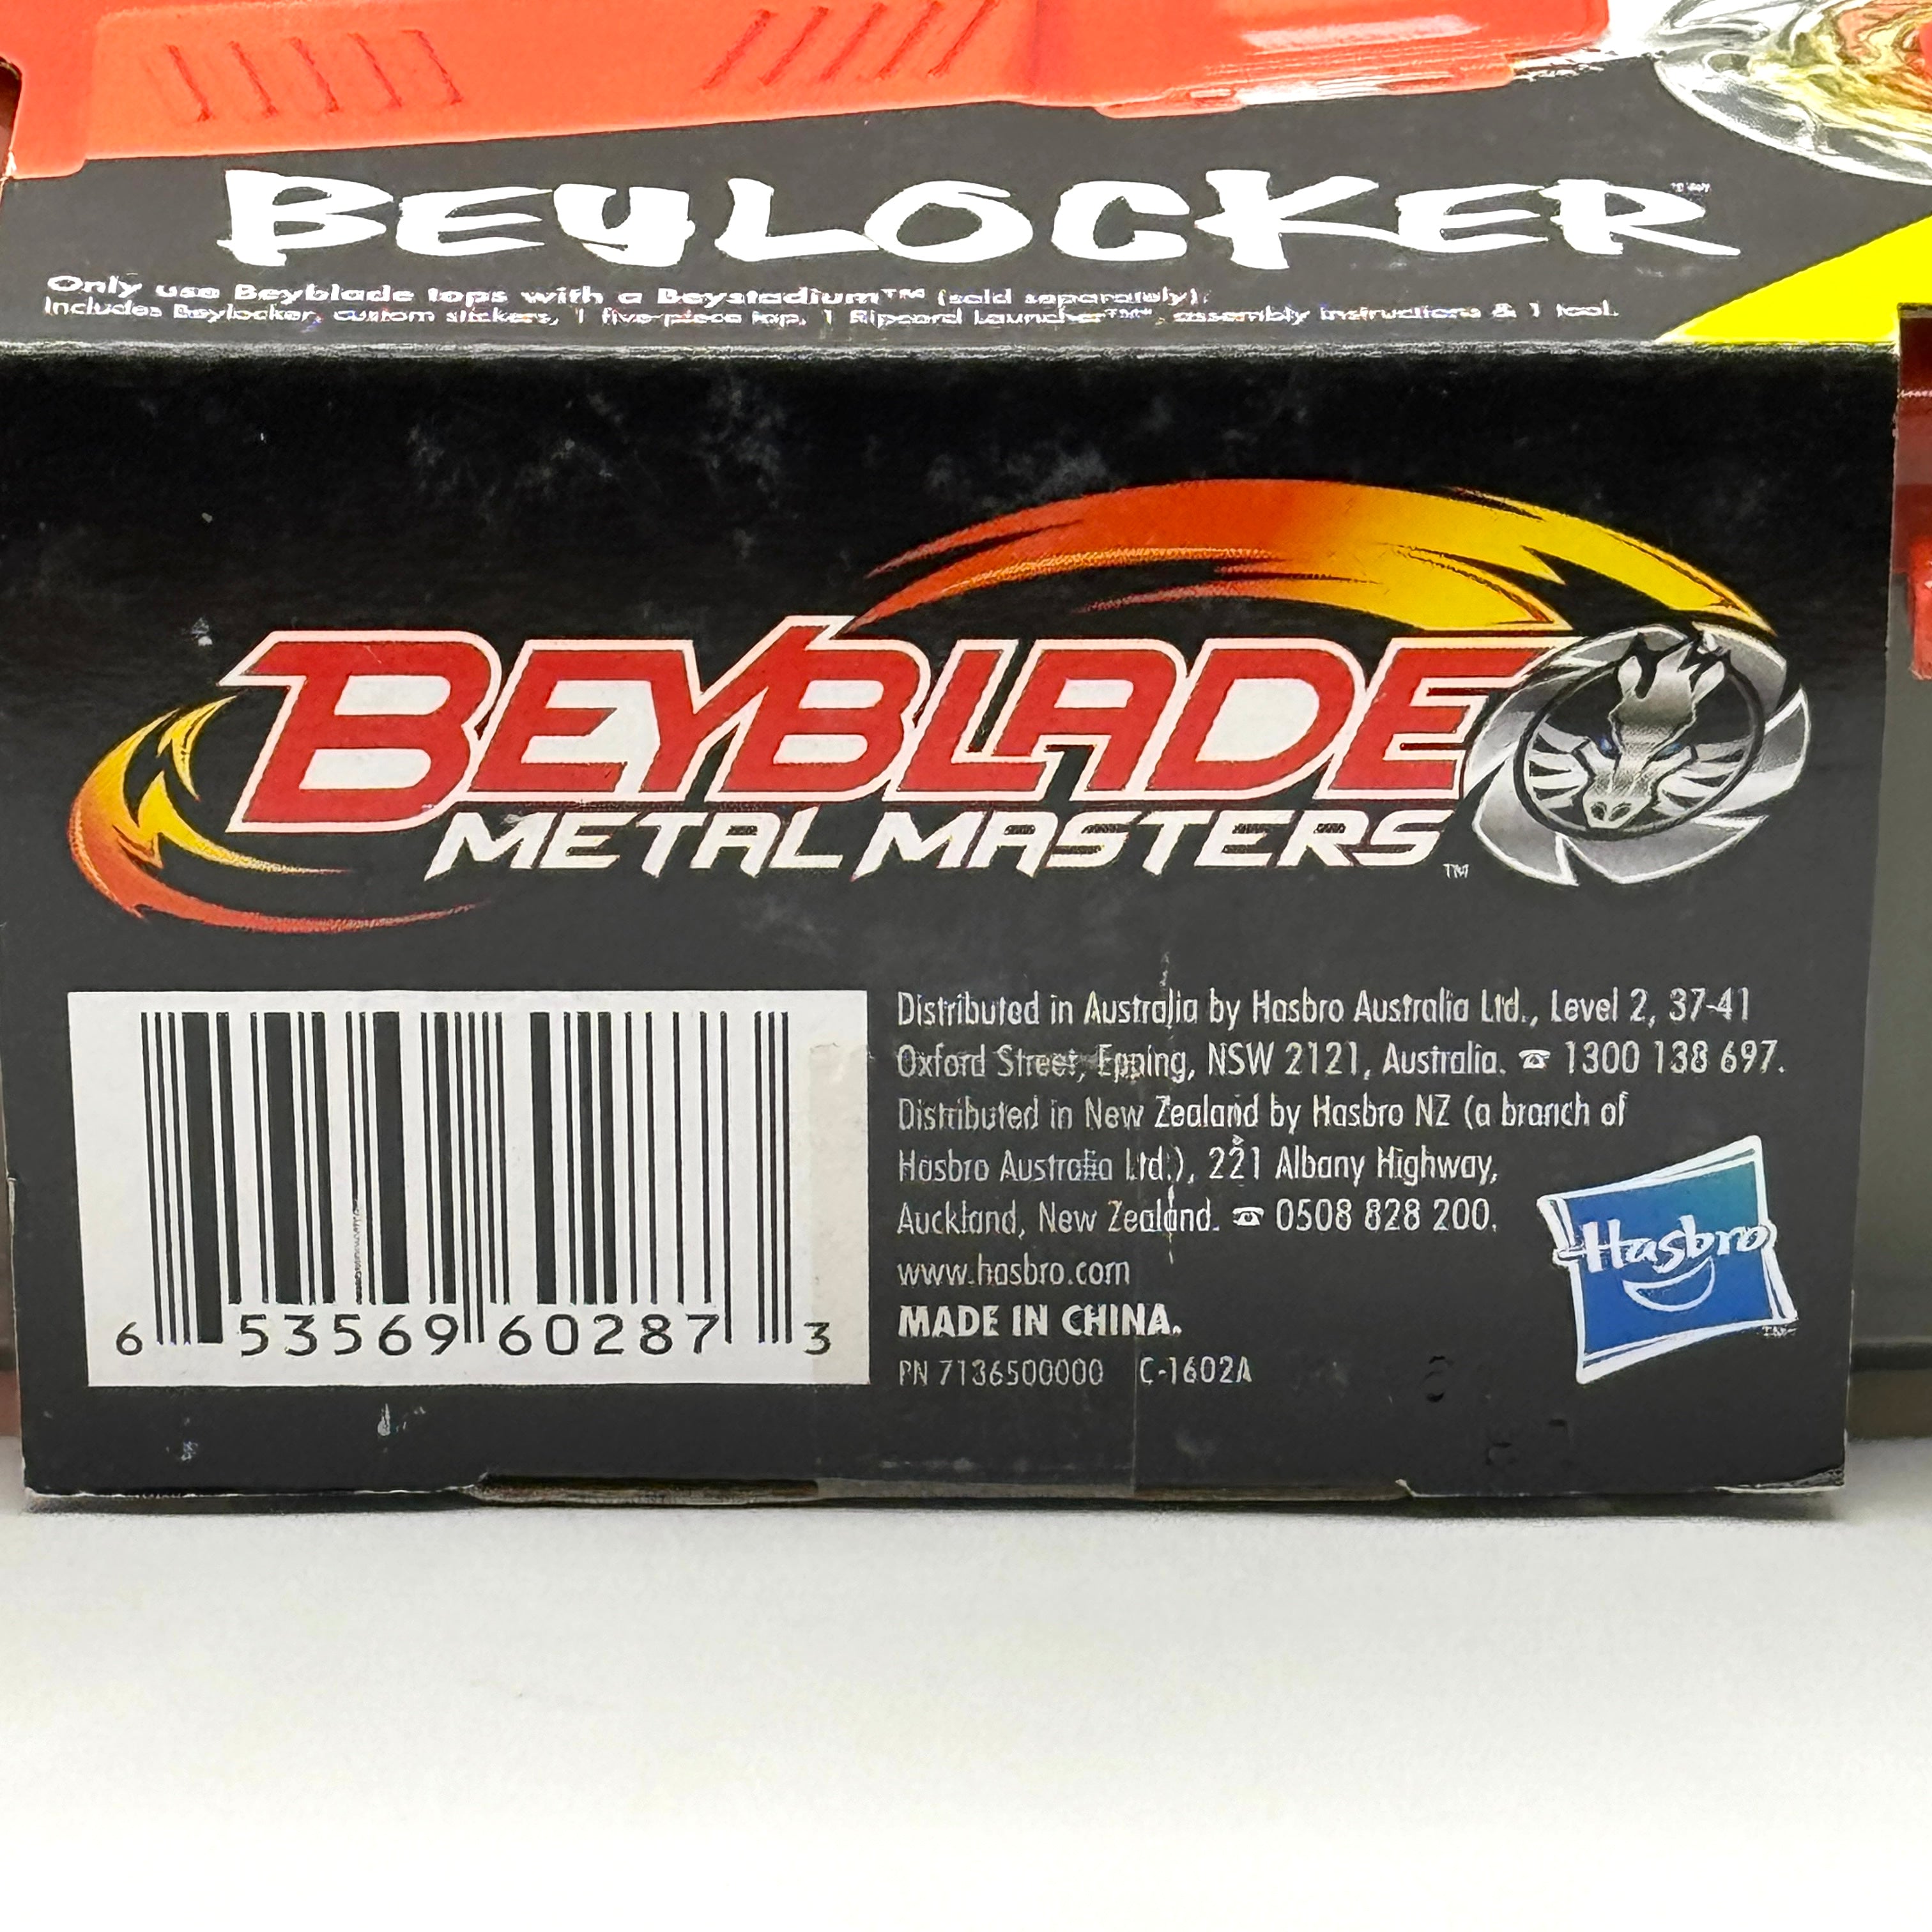 BEYLOCKER™
Only use Beyblade tops with a Beystadium™ (sold separately).
Includes Beylocker, custom stickers, 1 five-piece top, 1 Ripcord Launcher™, assembly instructions & 1 tool.
BEYBLADE
METAL MASTERS™
Distributed in Australia by Hasbro Australia Ltd., Level 2, 37-41
Oxford Street, Epping, NSW 2121, Australia. ☎ 1300 138 697.
Distributed in New Zealand by Hasbro NZ (a branch of
Hasbro Australia Ltd.), 221 Albany Highway,
Auckland, New Zealand. ☎ 0508 828 200.
www.hasbro.com
MADE IN CHINA.
PN 7136500000 C-1602A
Hasbro™
6 53569 60287 3